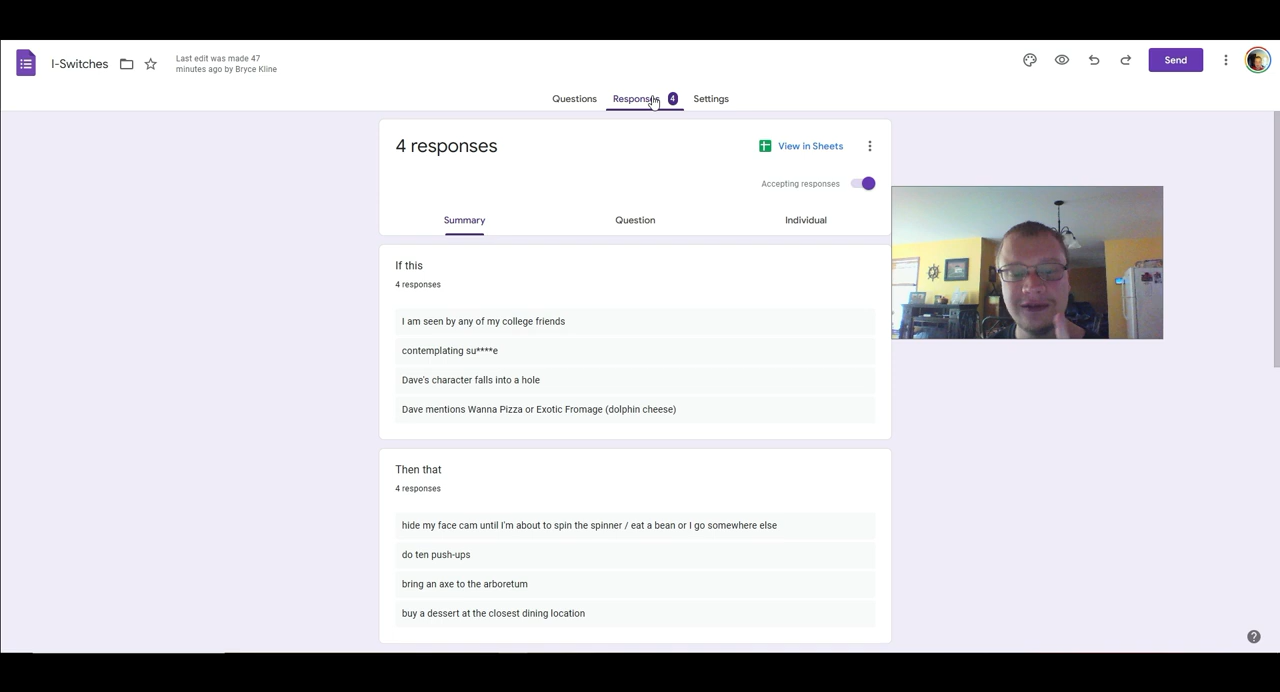 I-Switches
Last edit was made 47
minutes ago by Bryce Kline
Send
Questions
Responses
4
Settings
4 responses
View in Sheets
Accepting responses
Summary
Question
Individual
If this
4 responses
I am seen by any of my college friends
contemplating su****e
Dave's character falls into a hole
Dave mentions Wanna Pizza or Exotic Fromage (dolphin cheese)
Then that
4 responses
hide my face cam until I'm about to spin the spinner / eat a bean or I go somewhere else
do ten push-ups
bring an axe to the arboretum
buy a dessert at the closest dining location